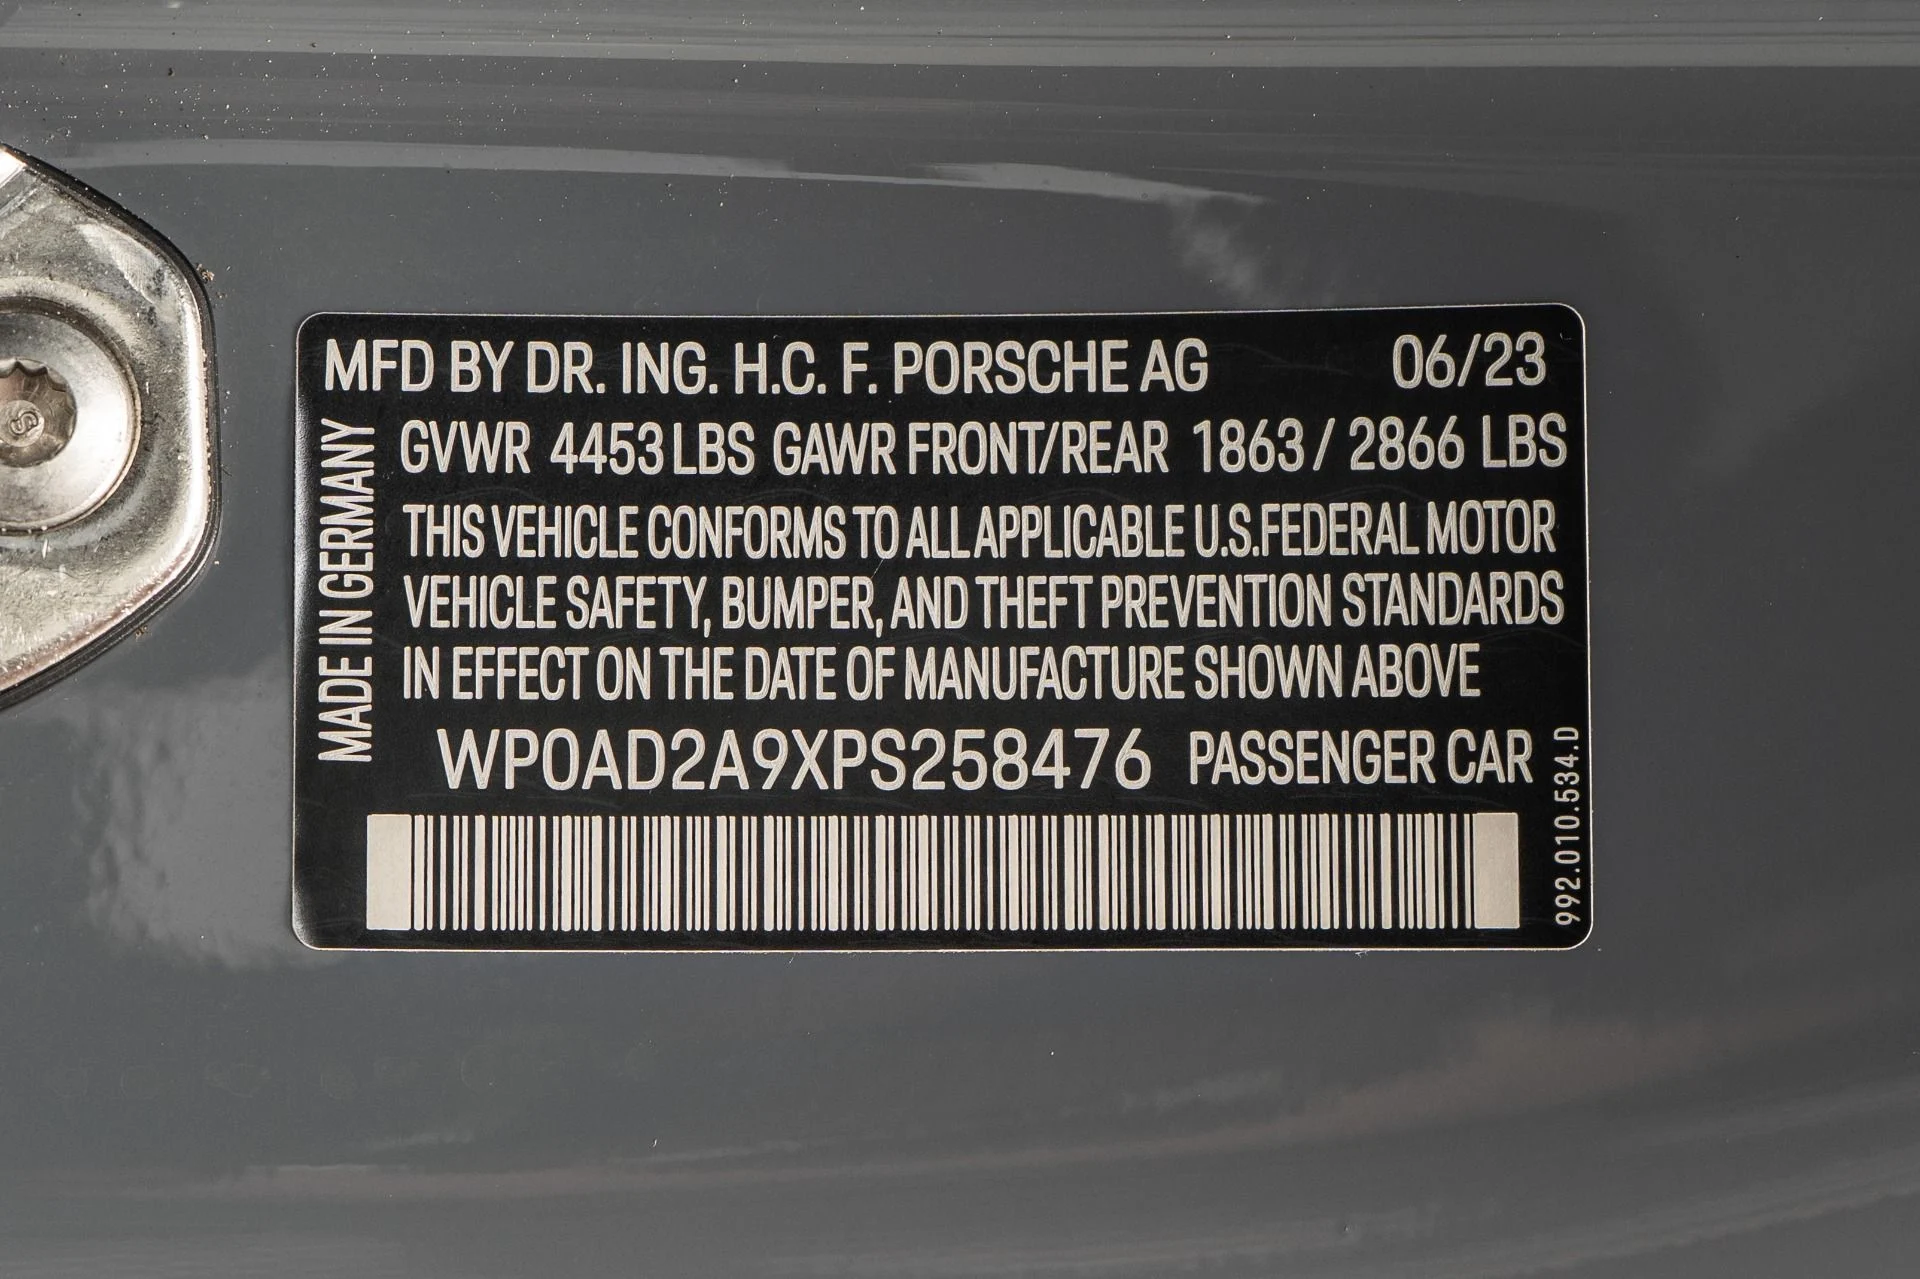 MFD BY DR. ING. H.C. F. PORSCHE AG 06/23
MADE IN GERMANY
GVWR 4453 LBS GAWR FRONT/REAR 1863 / 2866 LBS
THIS VEHICLE CONFORMS TO ALL APPLICABLE U.S.FEDERAL MOTOR
VEHICLE SAFETY, BUMPER, AND THEFT PREVENTION STANDARDS
IN EFFECT ON THE DATE OF MANUFACTURE SHOWN ABOVE
WP0AD2A9XPS258476 PASSENGER CAR
992.010.534.D